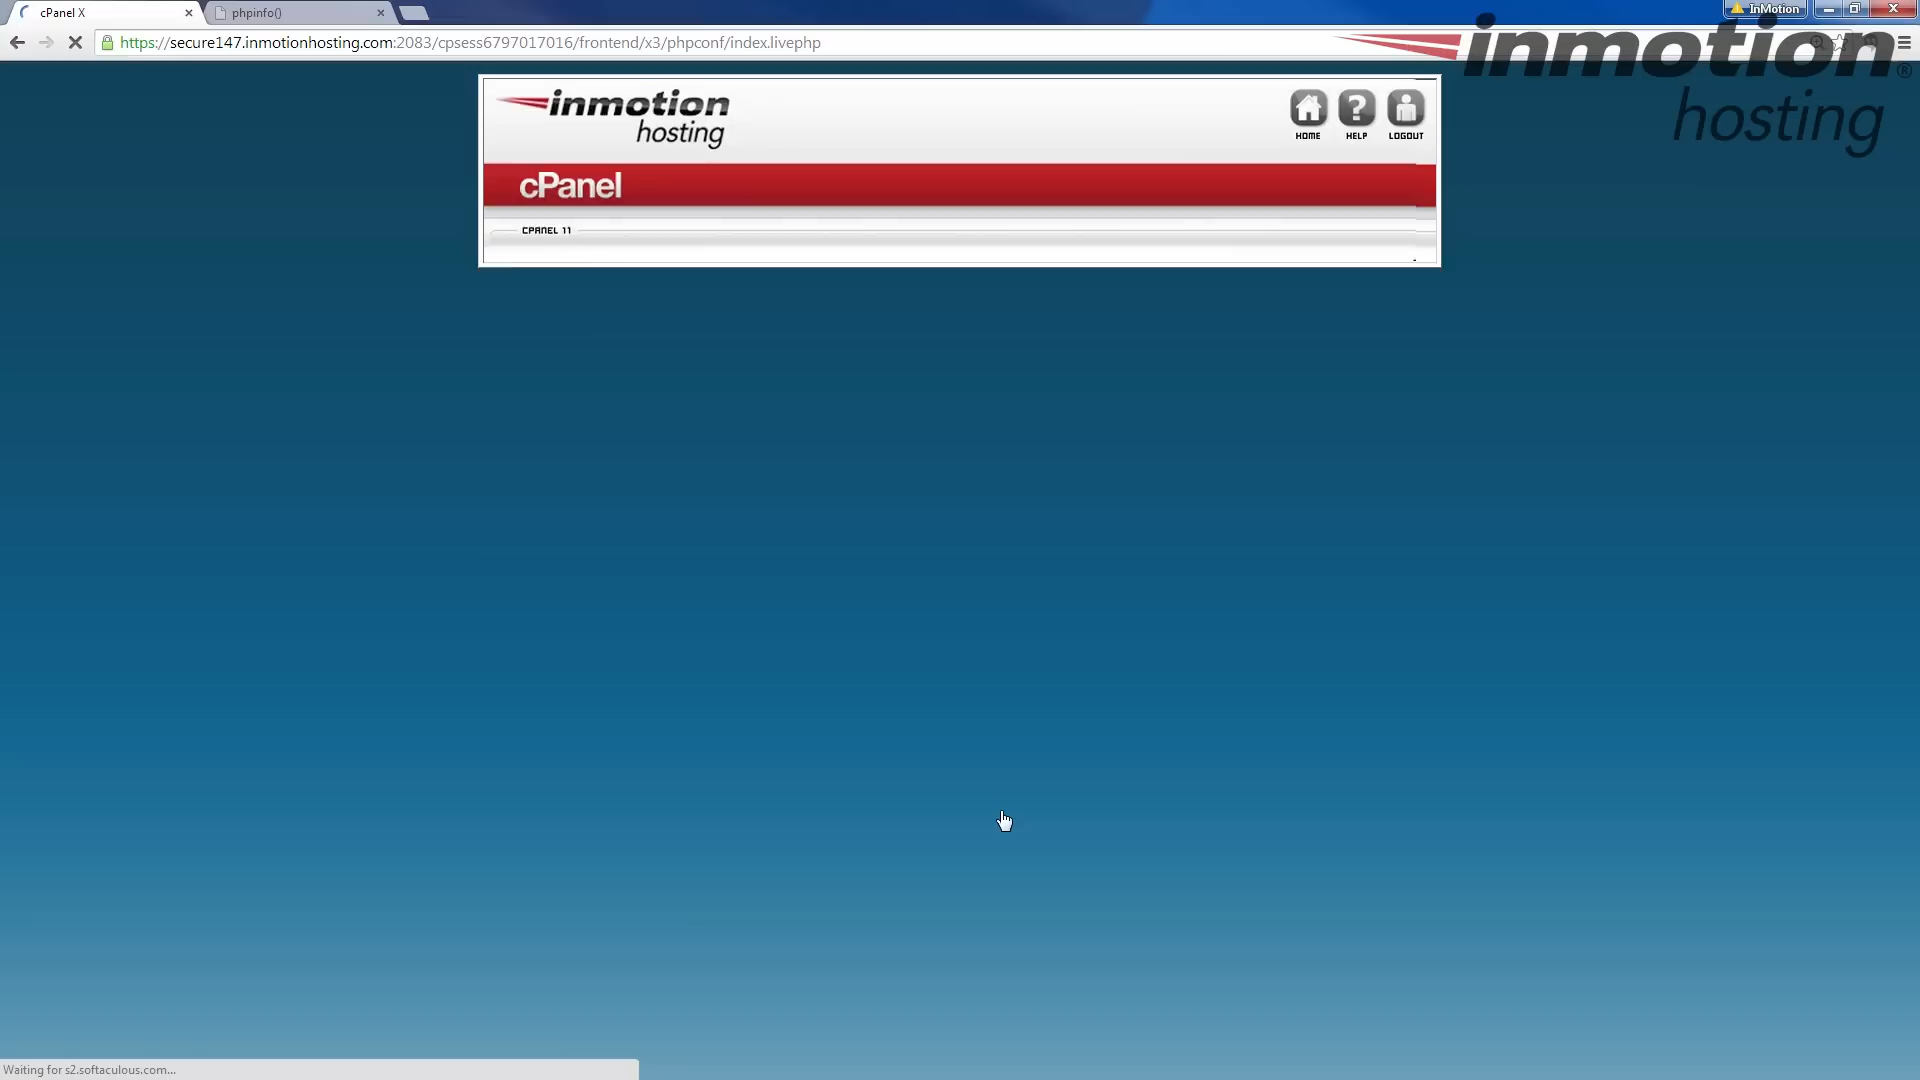 cPanel X
phpinfo()
InMotion
https://secure147.inmotionhosting.com:2083/cpsess6797017016/frontend/x3/phpconf/index.livephp
inmotion®
hosting
inmotion
hosting
HOME
HELP
LOGOUT
cPanel
CPANEL 11
Waiting for s2.softaculous.com...